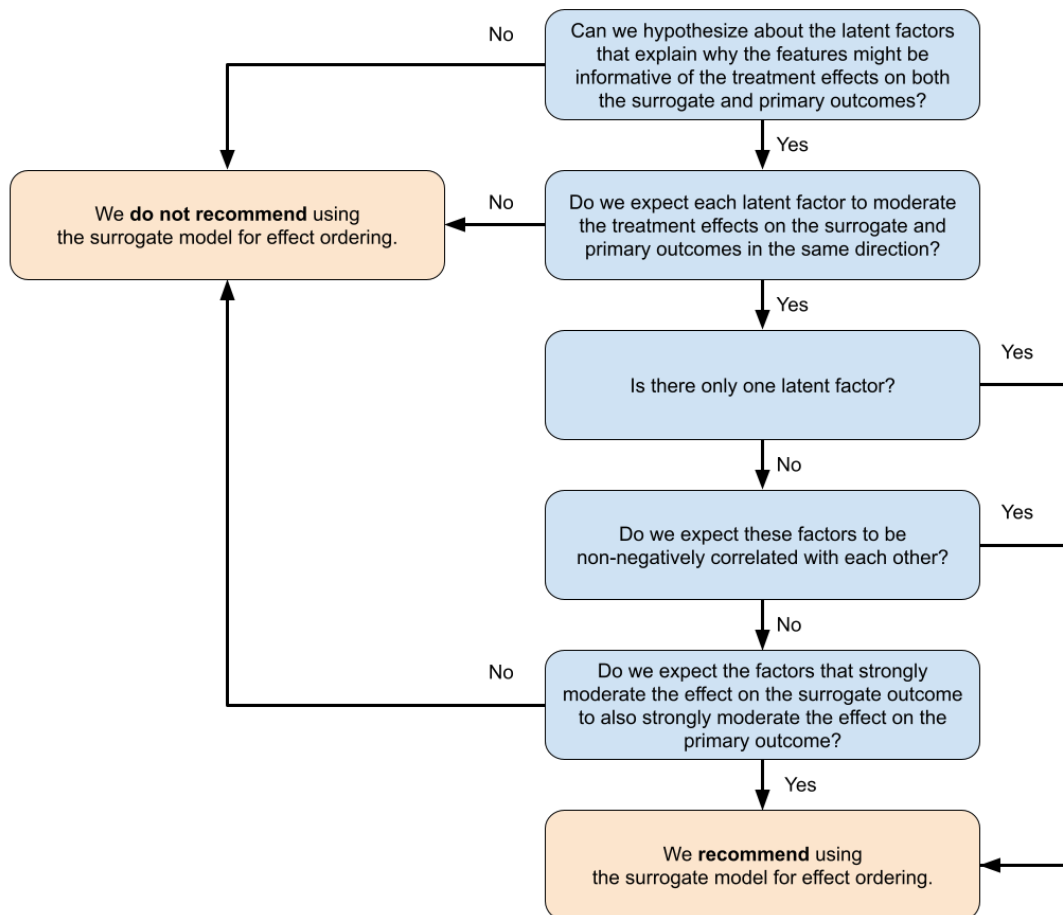 No
Can we hypothesize about the latent factors
that explain why the features might be
informative of the treatment effects on both
the surrogate and primary outcomes?
Yes
We do not recommend using
the surrogate model for effect ordering.
No
Do we expect each latent factor to moderate
the treatment effects on the surrogate and
primary outcomes in the same direction?
Yes
Is there only one latent factor?
Yes
No
Do we expect these factors to be
non-negatively correlated with each other?
Yes
No
No
Do we expect the factors that strongly
moderate the effect on the surrogate outcome
to also strongly moderate the effect on the
primary outcome?
Yes
We recommend using
the surrogate model for effect ordering.